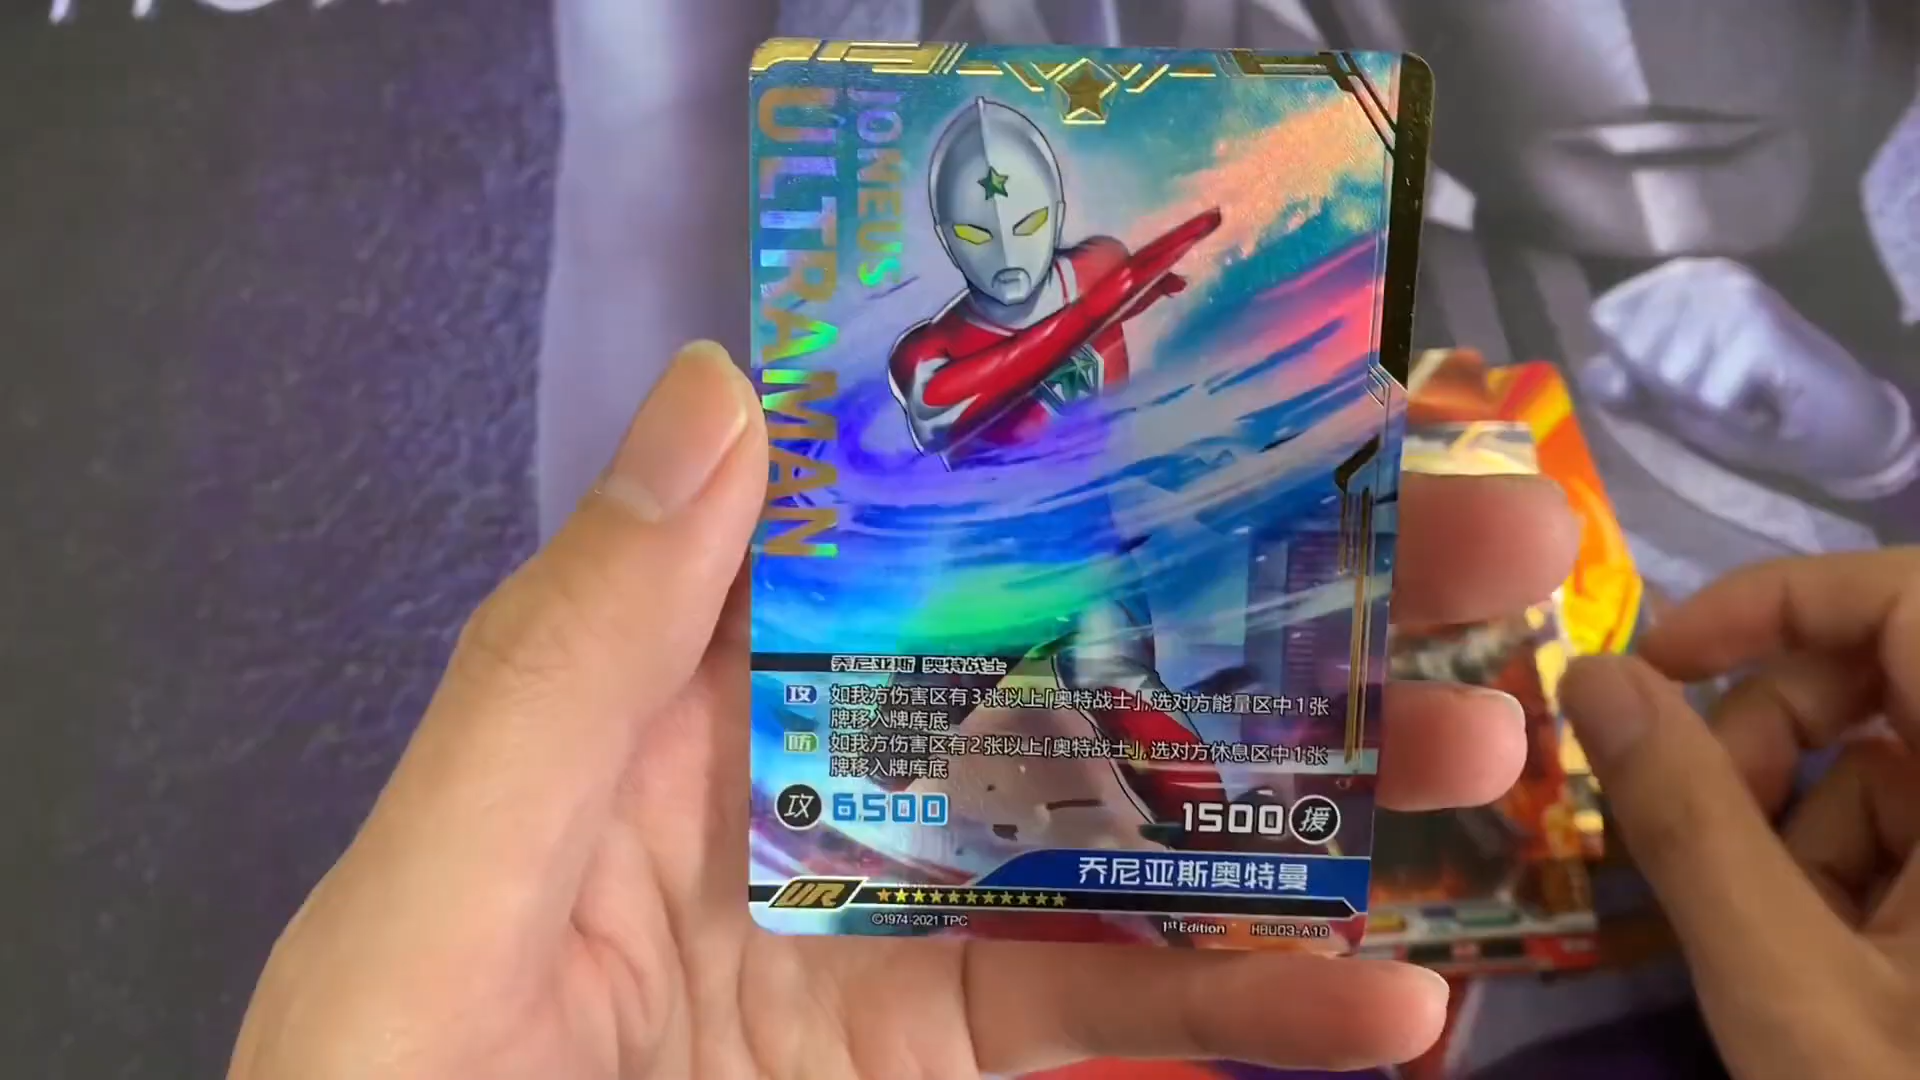 JONEUS
ULTRAMAN
乔尼亚斯 奥特战士
攻 如我方伤害区有3张以上「奥特战士」,选对方能量区中1张
牌移入牌库底
防 如我方伤害区有2张以上「奥特战士」,选对方休息区中1张
牌移入牌库底
攻 6500
1500 援
乔尼亚斯奥特曼
UR
©1974-2021 TPC
1st Edition
HBU03-A10